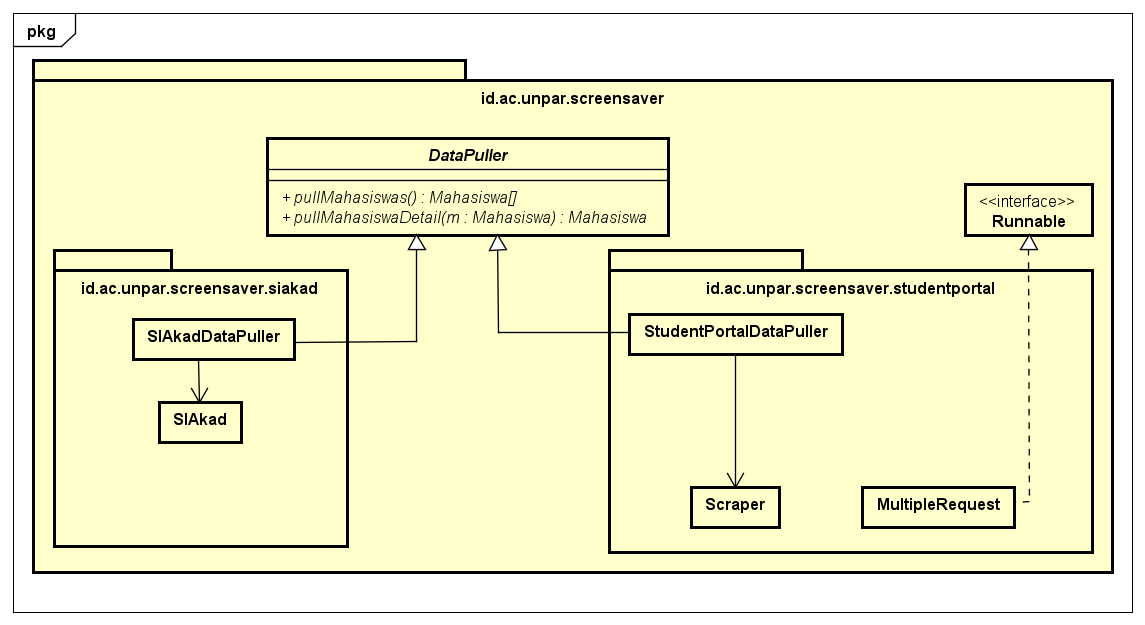 pkg
id.ac.unpar.screensaver
DataPuller
+ pullMahasiswas() : Mahasiswa[]
+ pullMahasiswaDetail(m : Mahasiswa) : Mahasiswa
<<interface>>
Runnable
id.ac.unpar.screensaver.siakad
SIAkadDataPuller
SIAkad
id.ac.unpar.screensaver.studentportal
StudentPortalDataPuller
Scraper
MultipleRequest